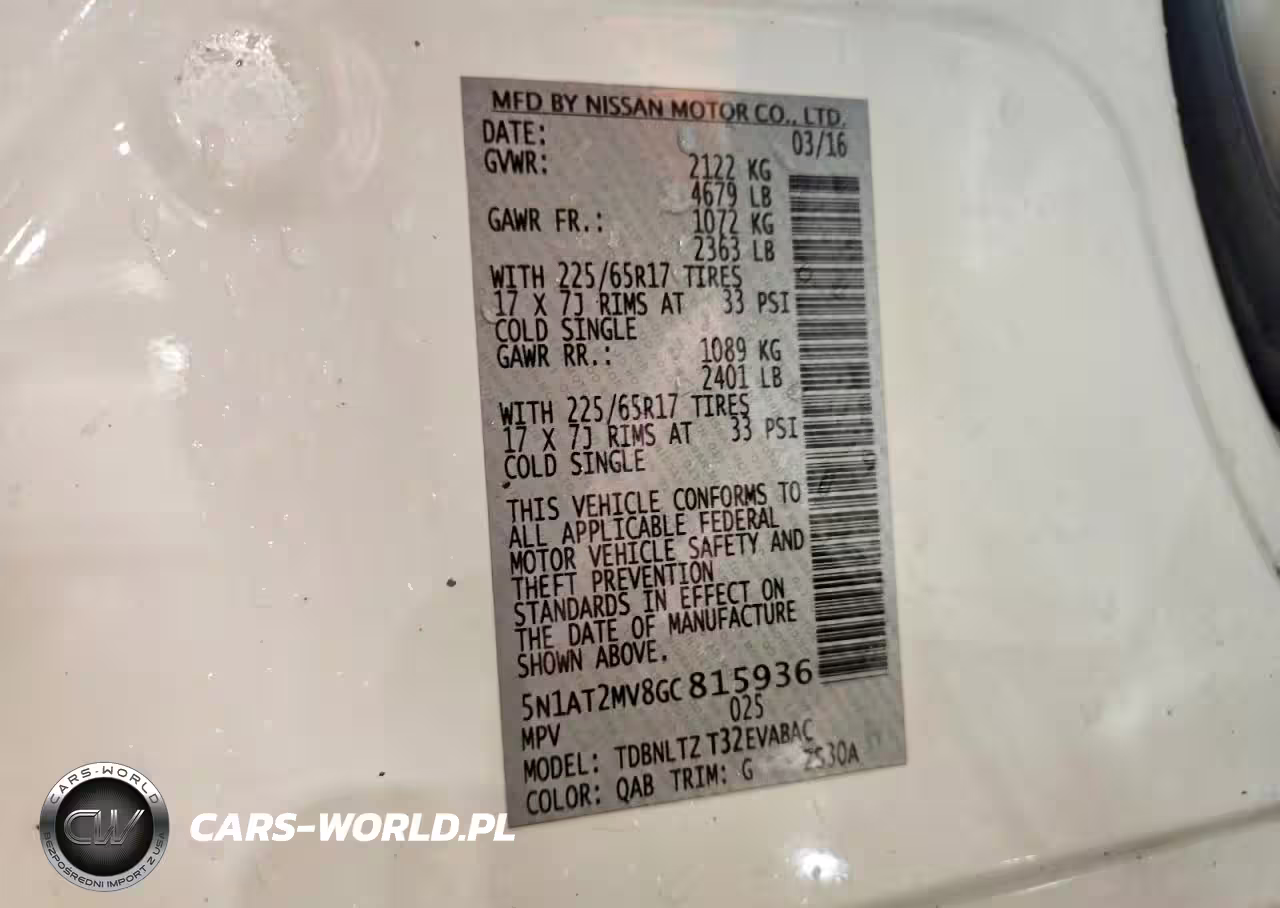 MFD BY NISSAN MOTOR CO., LTD.
DATE: 03/16
GVWR: 2122 KG
4679 LB
GAWR FR.: 1072 KG
2363 LB
WITH 225/65R17 TIRES
17 X 7J RIMS AT 33 PSI
COLD SINGLE
GAWR RR.: 1089 KG
2401 LB
WITH 225/65R17 TIRES
17 X 7J RIMS AT 33 PSI
COLD SINGLE
THIS VEHICLE CONFORMS TO
ALL APPLICABLE FEDERAL
MOTOR VEHICLE SAFETY AND
THEFT PREVENTION
STANDARDS IN EFFECT ON
THE DATE OF MANUFACTURE
SHOWN ABOVE.
5N1AT2MV8GC815936
MPV 025
MODEL: TDBNLTZ T32EVABAC
COLOR: QAB TRIM: G ZS30A
CARS-WORLD
CW
BEZPOŚREDNI IMPORT Z USA
CARS-WORLD.PL